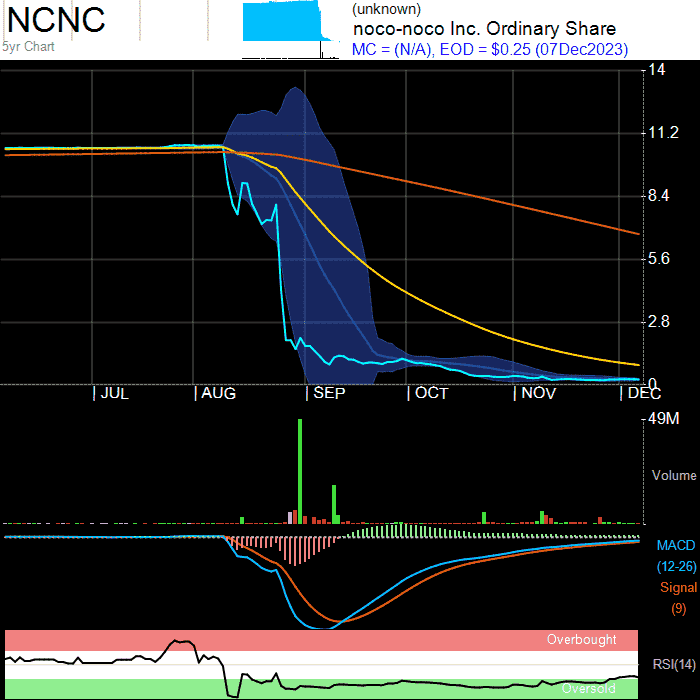 NCNC
5yr Chart
(unknown)
noco-noco Inc. Ordinary Share
MC = (N/A), EOD = $0.25 (07Dec2023)
14
11.2
8.4
5.6
2.8
0
JUL
AUG
SEP
OCT
NOV
DEC
49M
Volume
MACD
(12-26)
Signal
(9)
Overbought
RSI(14)
Oversold